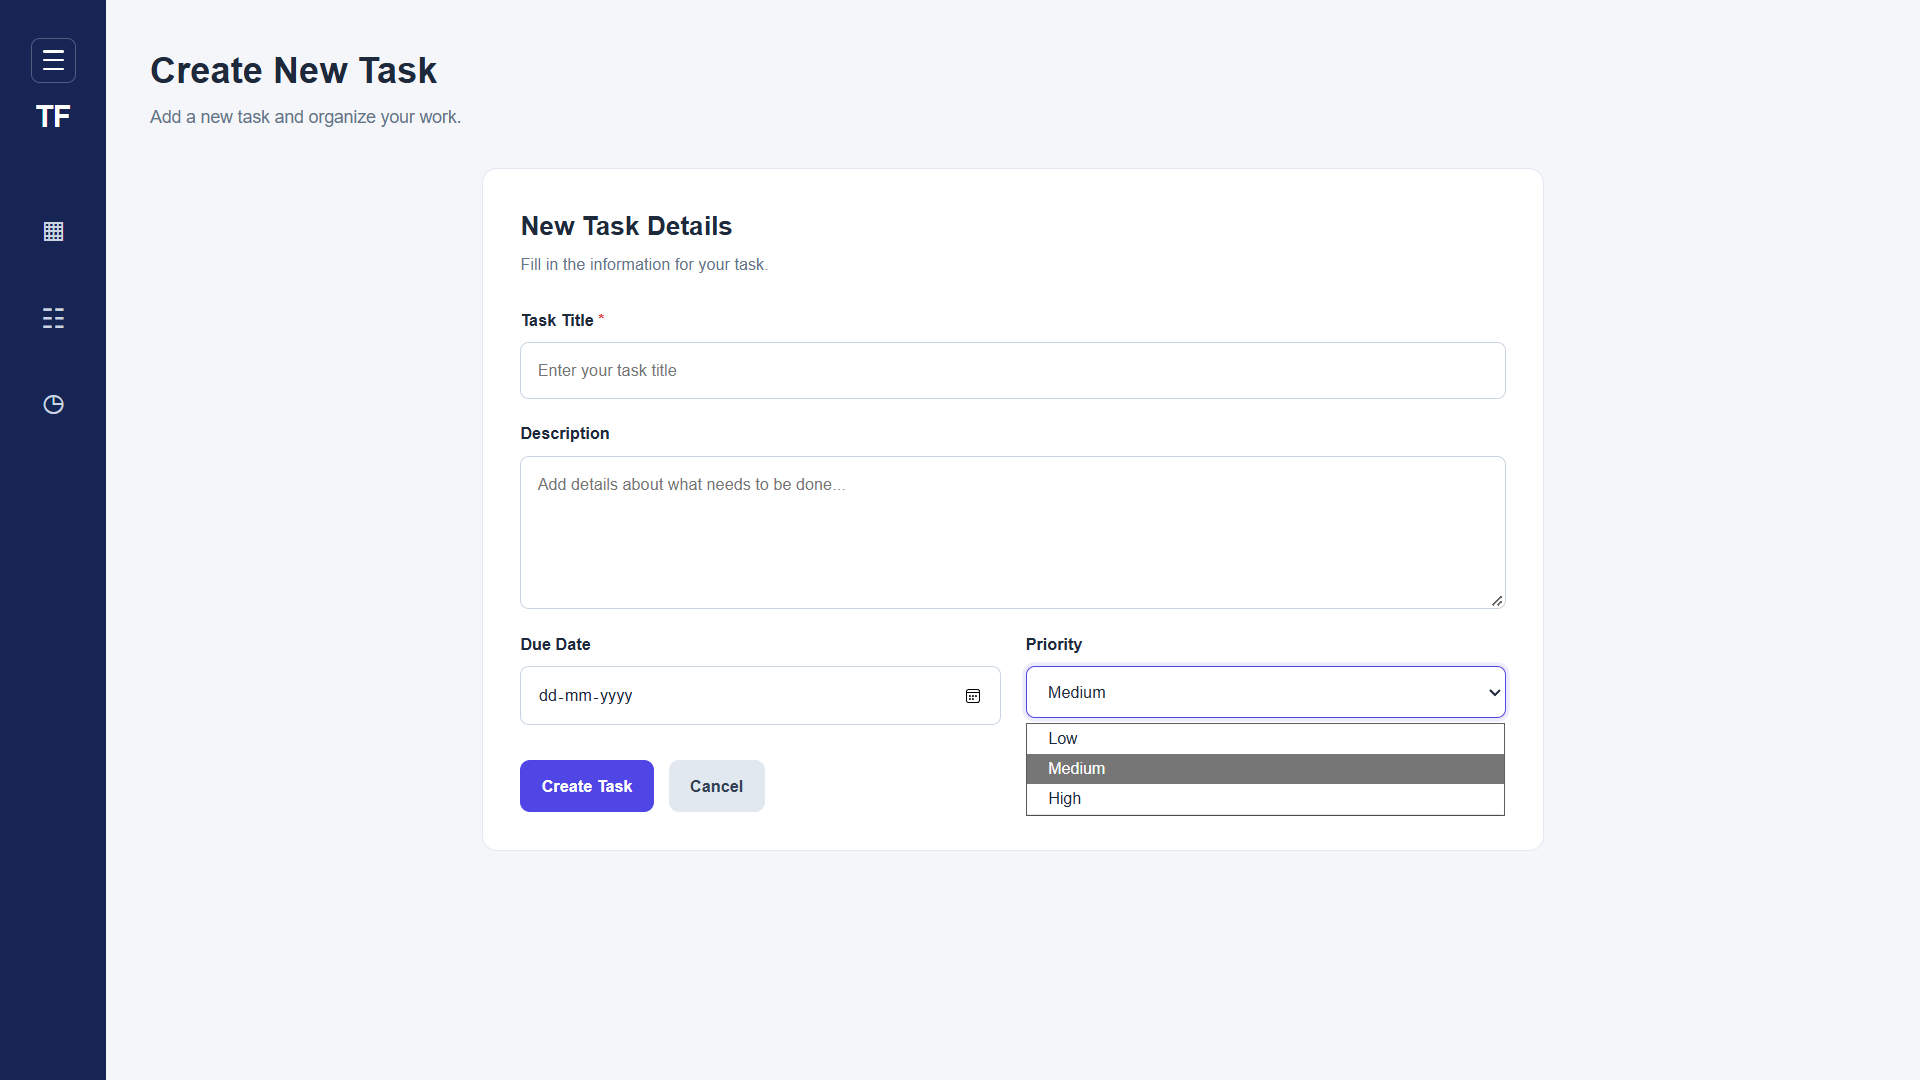 TF
Create New Task
Add a new task and organize your work.
New Task Details
Fill in the information for your task.
Task Title *
Enter your task title
Description
Add details about what needs to be done...
Due Date
Priority
dd-mm-yyyy
Medium
Low
Medium
High
Create Task
Cancel